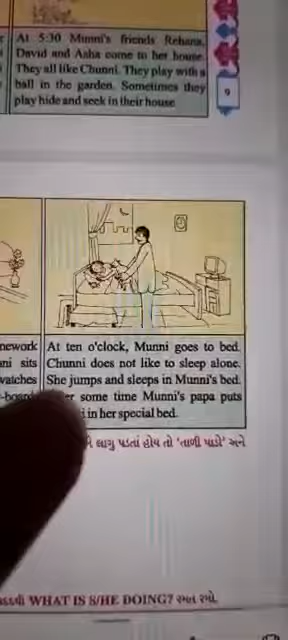 At 5:30 Munni's friends Rehana,
David and Asha come to her house.
They all like Chunni. They play with a
ball in the garden. Sometimes they
play hide and seek in their house
9
nework
At ten o'clock, Munni goes to bed.
ni sits
Chunni does not like to sleep alone.
vatches
She jumps and sleeps in Munni's bed.
some time Munni's papa puts
in her special bed.
લાગુ પડતાં હોય તો 'તાળી પાડો' અને
WHAT IS S/HE DOING? રમત રમો.